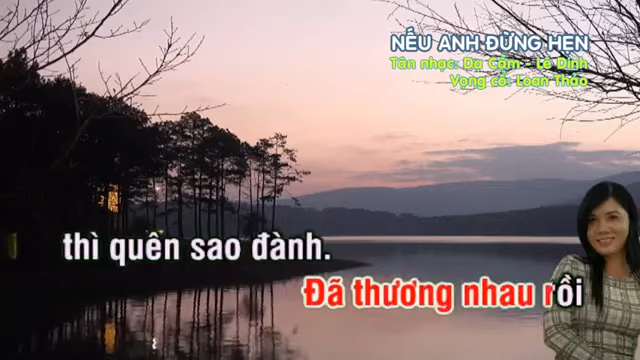 NẾU ANH ĐỪNG HẸN
Tân nhạc: Dạ Cầm - Lê Dinh
Vọng cổ: Loan Thảo
thì quên sao đành.
Đã thương nhau rồi